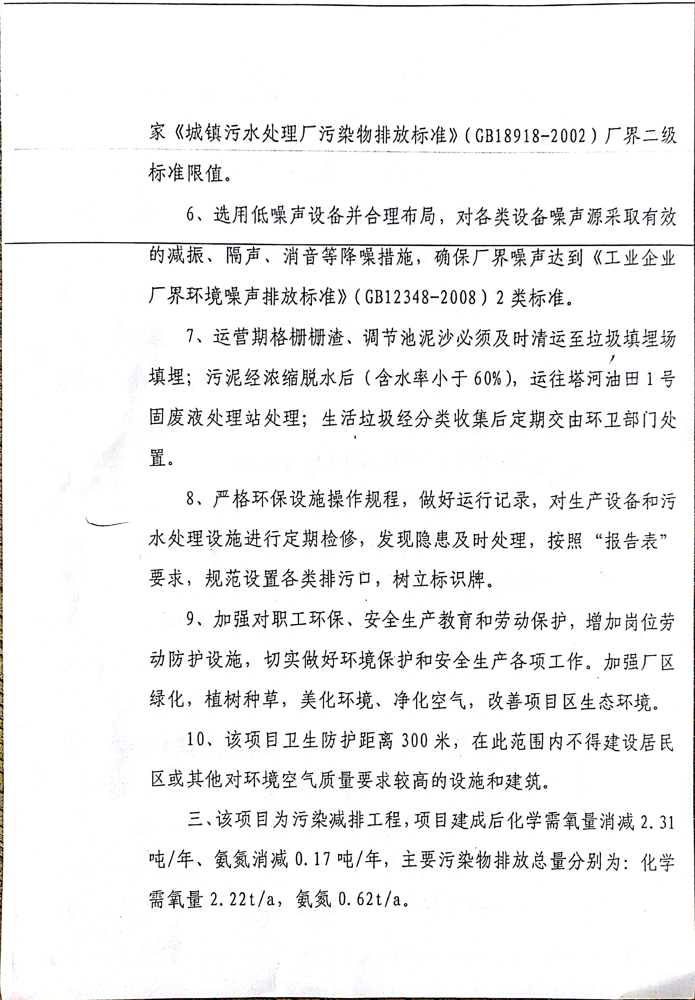 家《城镇污水处理厂污染物排放标准》(GB18918-2002)厂界二级
标准限值。
6、选用低噪声设备并合理布局，对各类设备噪声源采取有效
的减振、隔声、消音等降噪措施，确保厂界噪声达到《工业企业
厂界环境噪声排放标准》(GB12348-2008)2类标准。
7、运营期格栅栅渣、调节池泥沙必须及时清运至垃圾填埋场
填埋；污泥经浓缩脱水后(含水率小于60%)，运往塔河油田1号
固废液处理站处理；生活垃圾经分类收集后定期交由环卫部门处
置。
8、严格环保设施操作规程，做好运行记录，对生产设备和污
水处理设施进行定期检修，发现隐患及时处理，按照“报告表”
要求，规范设置各类排污口，树立标识牌。
9、加强对职工环保、安全生产教育和劳动保护，增加岗位劳
动防护设施，切实做好环境保护和安全生产各项工作。加强厂区
绿化，植树种草，美化环境、净化空气，改善项目区生态环境。
10、该项目卫生防护距离300米，在此范围内不得建设居民
区或其他对环境空气质量要求较高的设施和建筑。
三、该项目为污染减排工程，项目建成后化学需氧量消减2.31
吨/年、氨氮消减0.17吨/年，主要污染物排放总量分别为：化学
需氧量2.22t/a，氨氮0.62t/a。